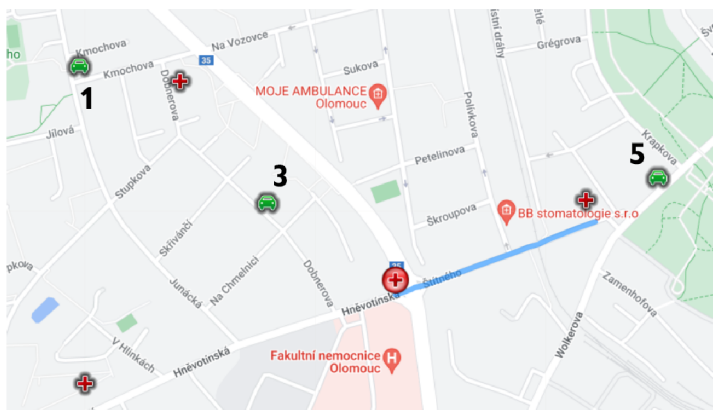 Kmochova
Na Vozovce
35
Kmochova
Dobnerova
1
Sukova
MOJE AMBULANCE
Olomouc
Polívkova
Grégrova
Jílová
Stupkova
3
Petelinova
5
Krapkova
Škroupova
BB stomatologie s.r.o
Skřivánčí
Na Chmelnici
Junácká
Dobnerova
35
Štítného
Hněvotínská
Zamenhofova
Wolkerova
V Hlinkách
Hněvotínská
Fakultní nemocnice
Olomouc
H